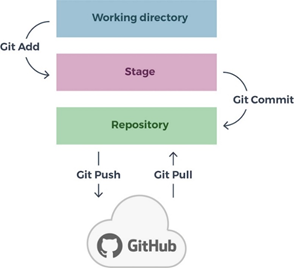 Working directory
Git Add
Stage
Git Commit
Repository
Git Push
Git Pull
GitHub